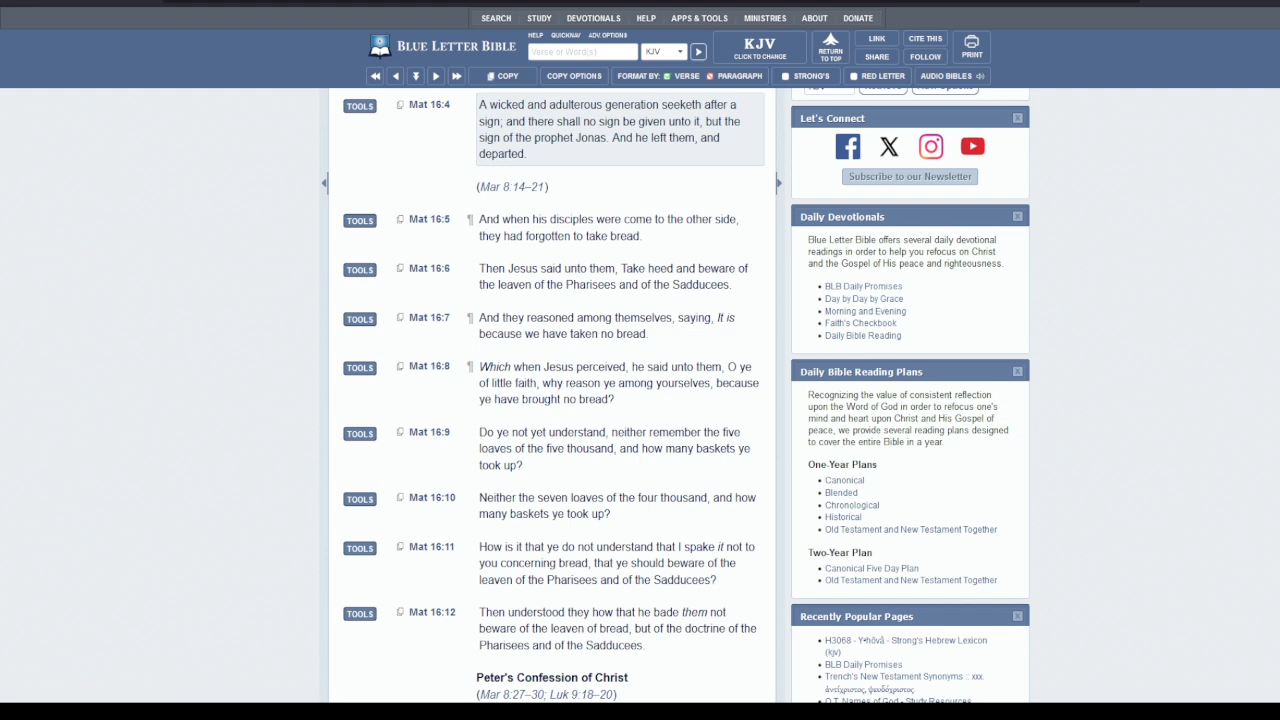 SEARCH STUDY DEVOTIONALS HELP APPS & TOOLS MINISTRIES ABOUT DONATE
BLUE LETTER BIBLE
HELP QUICKNAV ADV. OPTIONS
Verse or Word(s) KJV
KJV
CLICK TO CHANGE
RETURN
TO TOP
LINK CITE THIS
SHARE FOLLOW
PRINT
COPY COPY OPTIONS FORMAT BY: VERSE PARAGRAPH STRONG'S RED LETTER AUDIO BIBLES
TOOLS Mat 16:4 A wicked and adulterous generation seeketh after a
sign; and there shall no sign be given unto it, but the
sign of the prophet Jonas. And he left them, and
departed.
(Mar 8:14–21)
TOOLS Mat 16:5 ¶ And when his disciples were come to the other side,
they had forgotten to take bread.
TOOLS Mat 16:6 Then Jesus said unto them, Take heed and beware of
the leaven of the Pharisees and of the Sadducees.
TOOLS Mat 16:7 ¶ And they reasoned among themselves, saying, It is
because we have taken no bread.
TOOLS Mat 16:8 ¶ Which when Jesus perceived, he said unto them, O ye
of little faith, why reason ye among yourselves, because
ye have brought no bread?
TOOLS Mat 16:9 Do ye not yet understand, neither remember the five
loaves of the five thousand, and how many baskets ye
took up?
TOOLS Mat 16:10 Neither the seven loaves of the four thousand, and how
many baskets ye took up?
TOOLS Mat 16:11 How is it that ye do not understand that I spake it not to
you concerning bread, that ye should beware of the
leaven of the Pharisees and of the Sadducees?
TOOLS Mat 16:12 Then understood they how that he bade them not
beware of the leaven of bread, but of the doctrine of the
Pharisees and of the Sadducees.
Peter's Confession of Christ
(Mar 8:27–30; Luk 9:18–20)
Let's Connect
Subscribe to our Newsletter
Daily Devotionals
Blue Letter Bible offers several daily devotional
readings in order to help you refocus on Christ
and the Gospel of His peace and righteousness.
• BLB Daily Promises
• Day by Day by Grace
• Morning and Evening
• Faith's Checkbook
• Daily Bible Reading
Daily Bible Reading Plans
Recognizing the value of consistent reflection
upon the Word of God in order to refocus one's
mind and heart upon Christ and His Gospel of
peace, we provide several reading plans designed
to cover the entire Bible in a year.
One-Year Plans
• Canonical
• Blended
• Chronological
• Historical
• Old Testament and New Testament Together
Two-Year Plan
• Canonical Five Day Plan
• Old Testament and New Testament Together
Recently Popular Pages
• H3068 - Yᵊhōvâ - Strong's Hebrew Lexicon
(kjv)
• BLB Daily Promises
• Trench's New Testament Synonyms :: xxx.
ἀντίχριστος, ψευδόχριστος.
• O.T. Names of God - Study Resources